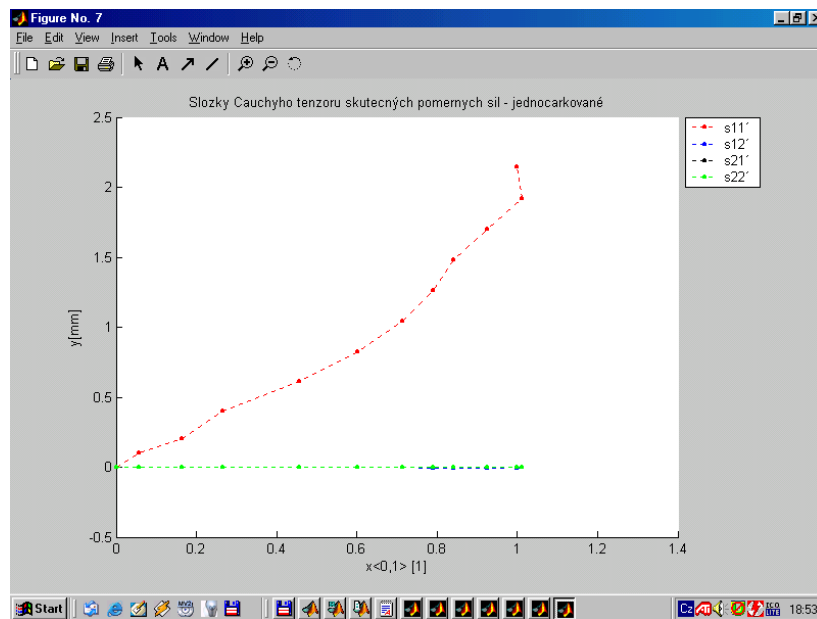 Figure No. 7
File Edit View Insert Tools Window Help
A
Slozky Cauchyho tenzoru skutecných pomernych sil - jednocarkované
s11´
s12´
s21´
s22´
2.5
2
1.5
1
0.5
0
-0.5
y[mm]
0 0.2 0.4 0.6 0.8 1 1.2 1.4
x<0,1> [1]
Start Cz 18:53